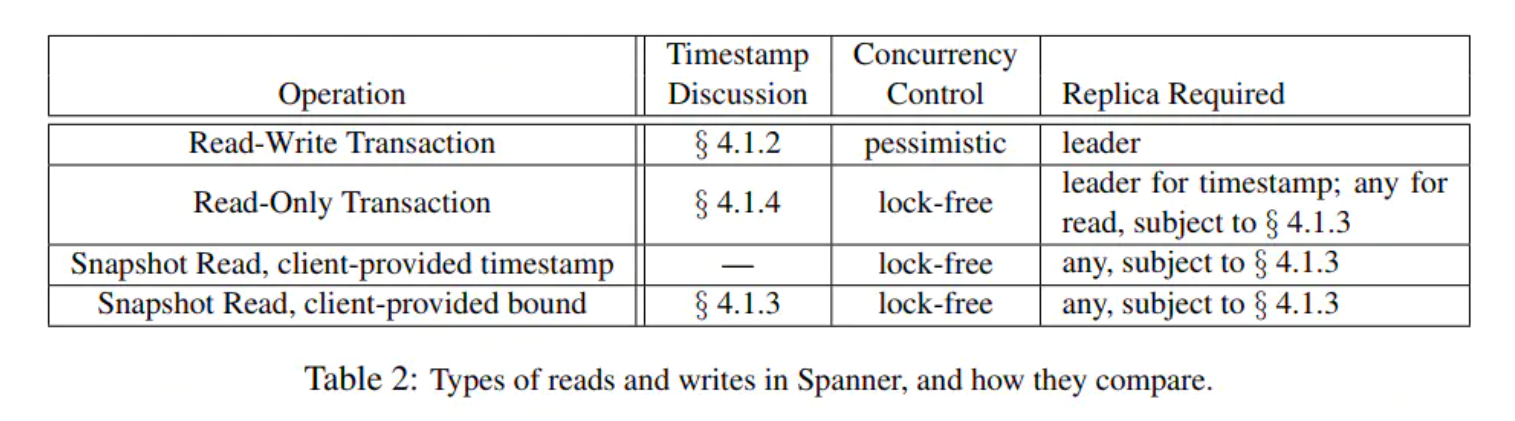 Operation Timestamp Discussion Concurrency Control Replica Required
Read-Write Transaction § 4.1.2 pessimistic leader
Read-Only Transaction § 4.1.4 lock-free leader for timestamp; any for
read, subject to § 4.1.3
Snapshot Read, client-provided timestamp — lock-free any, subject to § 4.1.3
Snapshot Read, client-provided bound § 4.1.3 lock-free any, subject to § 4.1.3
Table 2: Types of reads and writes in Spanner, and how they compare.